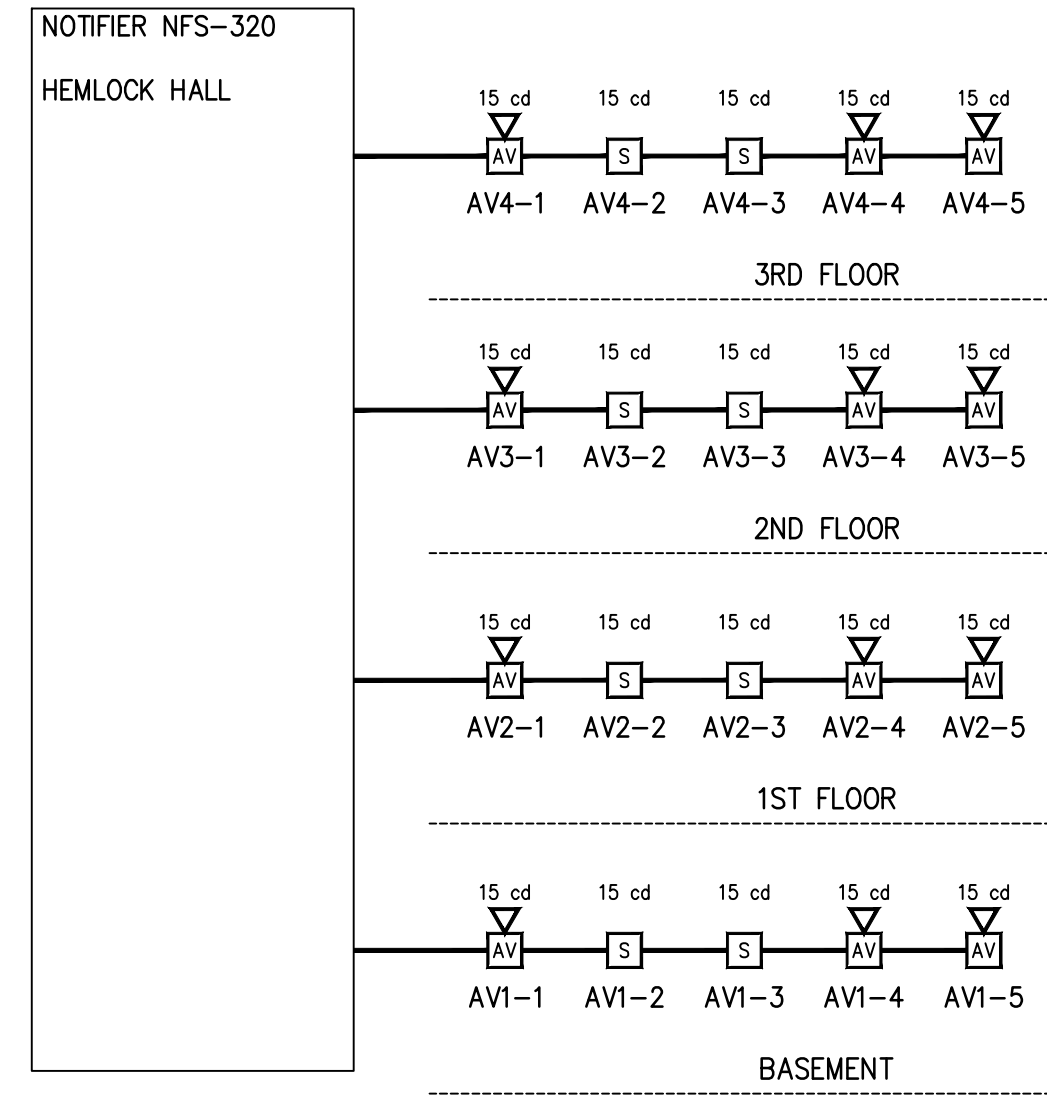 NOTIFIER NFS-320
HEMLOCK HALL
15 cd 15 cd 15 cd 15 cd 15 cd
AV S S AV AV
AV4-1 AV4-2 AV4-3 AV4-4 AV4-5
3RD FLOOR
15 cd 15 cd 15 cd 15 cd 15 cd
AV S S AV AV
AV3-1 AV3-2 AV3-3 AV3-4 AV3-5
2ND FLOOR
15 cd 15 cd 15 cd 15 cd 15 cd
AV S S AV AV
AV2-1 AV2-2 AV2-3 AV2-4 AV2-5
1ST FLOOR
15 cd 15 cd 15 cd 15 cd 15 cd
AV S S AV AV
AV1-1 AV1-2 AV1-3 AV1-4 AV1-5
BASEMENT